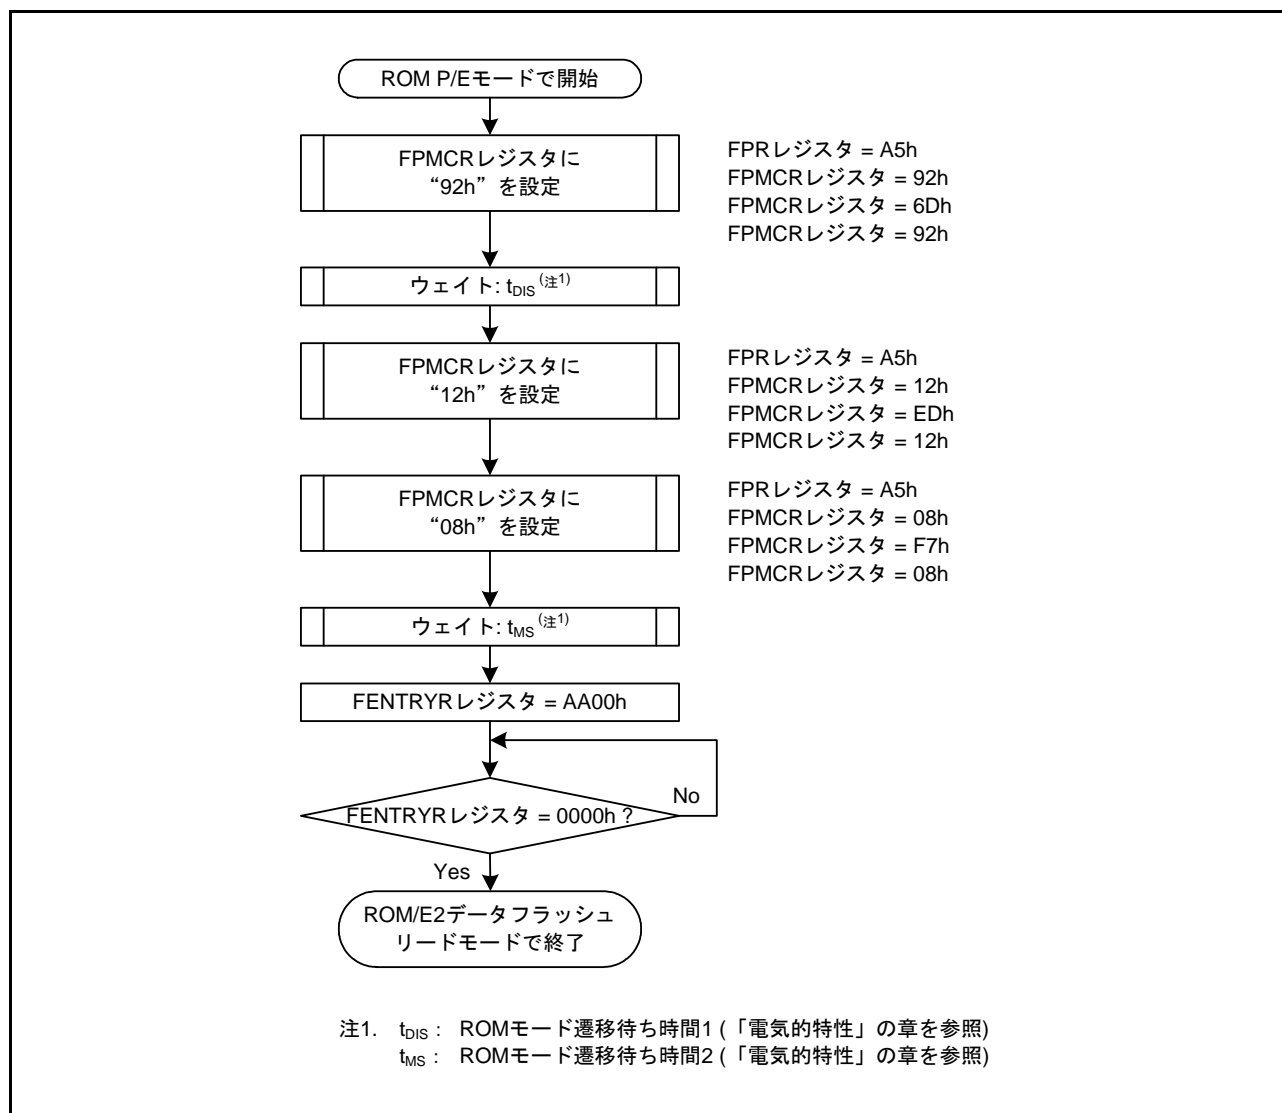 ROM P/Eモードで開始
FPMCRレジスタに
“92h”を設定
FPRレジスタ = A5h
FPMCRレジスタ = 92h
FPMCRレジスタ = 6Dh
FPMCRレジスタ = 92h
ウェイト: tDIS (注1)
FPMCRレジスタに
“12h”を設定
FPRレジスタ = A5h
FPMCRレジスタ = 12h
FPMCRレジスタ = EDh
FPMCRレジスタ = 12h
FPMCRレジスタに
“08h”を設定
FPRレジスタ = A5h
FPMCRレジスタ = 08h
FPMCRレジスタ = F7h
FPMCRレジスタ = 08h
ウェイト: tMS (注1)
FENTRYRレジスタ = AA00h
FENTRYRレジスタ = 0000h ?
No
Yes
ROM/E2データフラッシュ
リードモードで終了
注1. tDIS : ROMモード遷移待ち時間1 (「電気的特性」の章を参照)
tMS : ROMモード遷移待ち時間2 (「電気的特性」の章を参照)